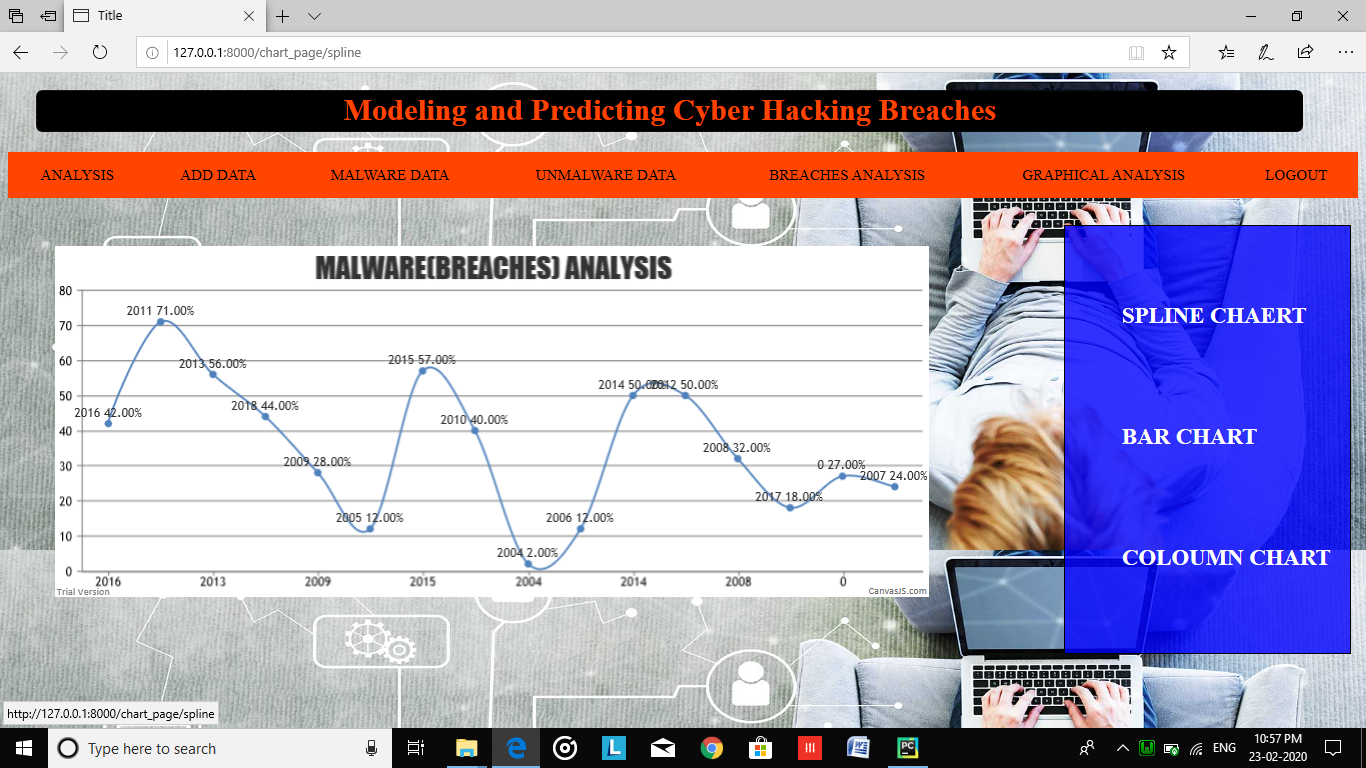 Title
127.0.0.1:8000/chart_page/spline
Modeling and Predicting Cyber Hacking Breaches
ANALYSIS ADD DATA MALWARE DATA UNMALWARE DATA BREACHES ANALYSIS GRAPHICAL ANALYSIS LOGOUT
MALWARE(BREACHES) ANALYSIS
80
70
60
50
40
30
20
10
0
2016 42.00%
2011 71.00%
2013 56.00%
2018 44.00%
2009 28.00%
2005 12.00%
2015 57.00%
2010 40.00%
2004 2.00%
2006 12.00%
2014 50.00%
2012 50.00%
2008 32.00%
2017 18.00%
0 27.00%
2007 24.00%
2016 2013 2009 2015 2004 2014 2008 0
Trial Version
CanvasJS.com
SPLINE CHAERT
BAR CHART
COLOUMN CHART
http://127.0.0.1:8000/chart_page/spline
Type here to search
ENG
10:57 PM
23-02-2020